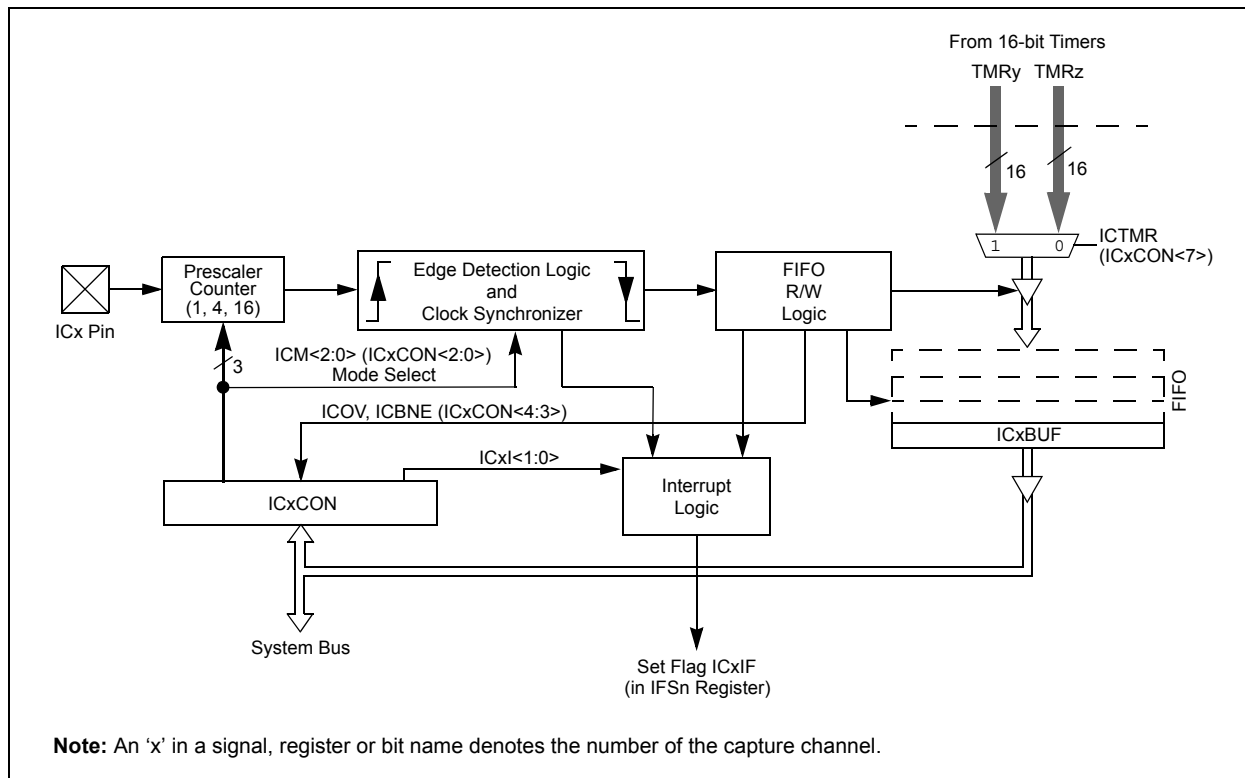 From 16-bit Timers
TMRy TMRz
16
16
1 0
ICTMR
(ICxCON<7>)
Prescaler
Counter
(1, 4, 16)
Edge Detection Logic
and
Clock Synchronizer
FIFO
R/W
Logic
ICx Pin
3
ICM<2:0> (ICxCON<2:0>)
Mode Select
FIFO
ICOV, ICBNE (ICxCON<4:3>)
ICxBUF
ICxI<1:0>
ICxCON
Interrupt
Logic
System Bus
Set Flag ICxIF
(in IFSn Register)
Note: An ‘x’ in a signal, register or bit name denotes the number of the capture channel.